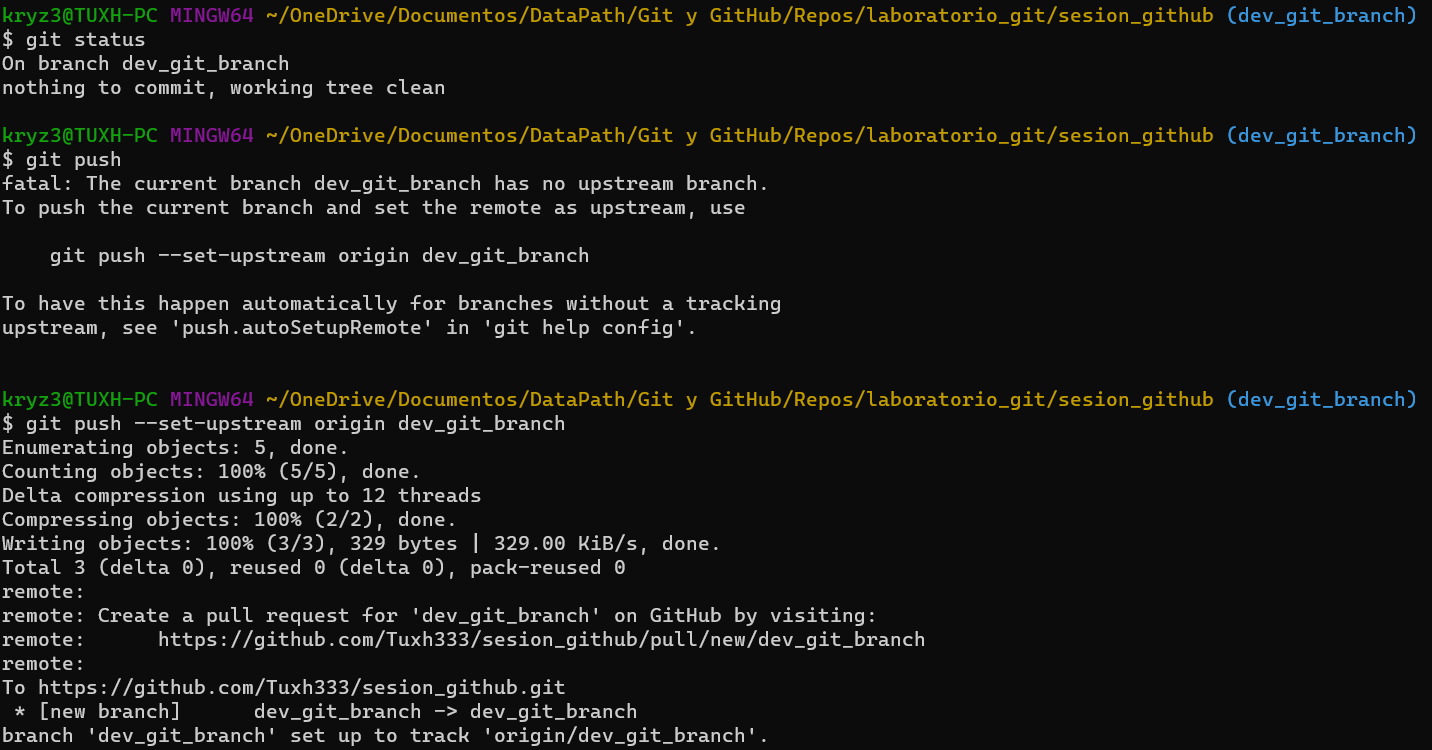 kryz3@TUXH-PC MINGW64 ~/OneDrive/Documentos/DataPath/Git y GitHub/Repos/laboratorio_git/sesion_github (dev_git_branch)
$ git status
On branch dev_git_branch
nothing to commit, working tree clean

kryz3@TUXH-PC MINGW64 ~/OneDrive/Documentos/DataPath/Git y GitHub/Repos/laboratorio_git/sesion_github (dev_git_branch)
$ git push
fatal: The current branch dev_git_branch has no upstream branch.
To push the current branch and set the remote as upstream, use

    git push --set-upstream origin dev_git_branch

To have this happen automatically for branches without a tracking
upstream, see 'push.autoSetupRemote' in 'git help config'.

kryz3@TUXH-PC MINGW64 ~/OneDrive/Documentos/DataPath/Git y GitHub/Repos/laboratorio_git/sesion_github (dev_git_branch)
$ git push --set-upstream origin dev_git_branch
Enumerating objects: 5, done.
Counting objects: 100% (5/5), done.
Delta compression using up to 12 threads
Compressing objects: 100% (2/2), done.
Writing objects: 100% (3/3), 329 bytes | 329.00 KiB/s, done.
Total 3 (delta 0), reused 0 (delta 0), pack-reused 0
remote:
remote: Create a pull request for 'dev_git_branch' on GitHub by visiting:
remote:      https://github.com/Tuxh333/sesion_github/pull/new/dev_git_branch
remote:
To https://github.com/Tuxh333/sesion_github.git
 * [new branch]      dev_git_branch -> dev_git_branch
branch 'dev_git_branch' set up to track 'origin/dev_git_branch'.